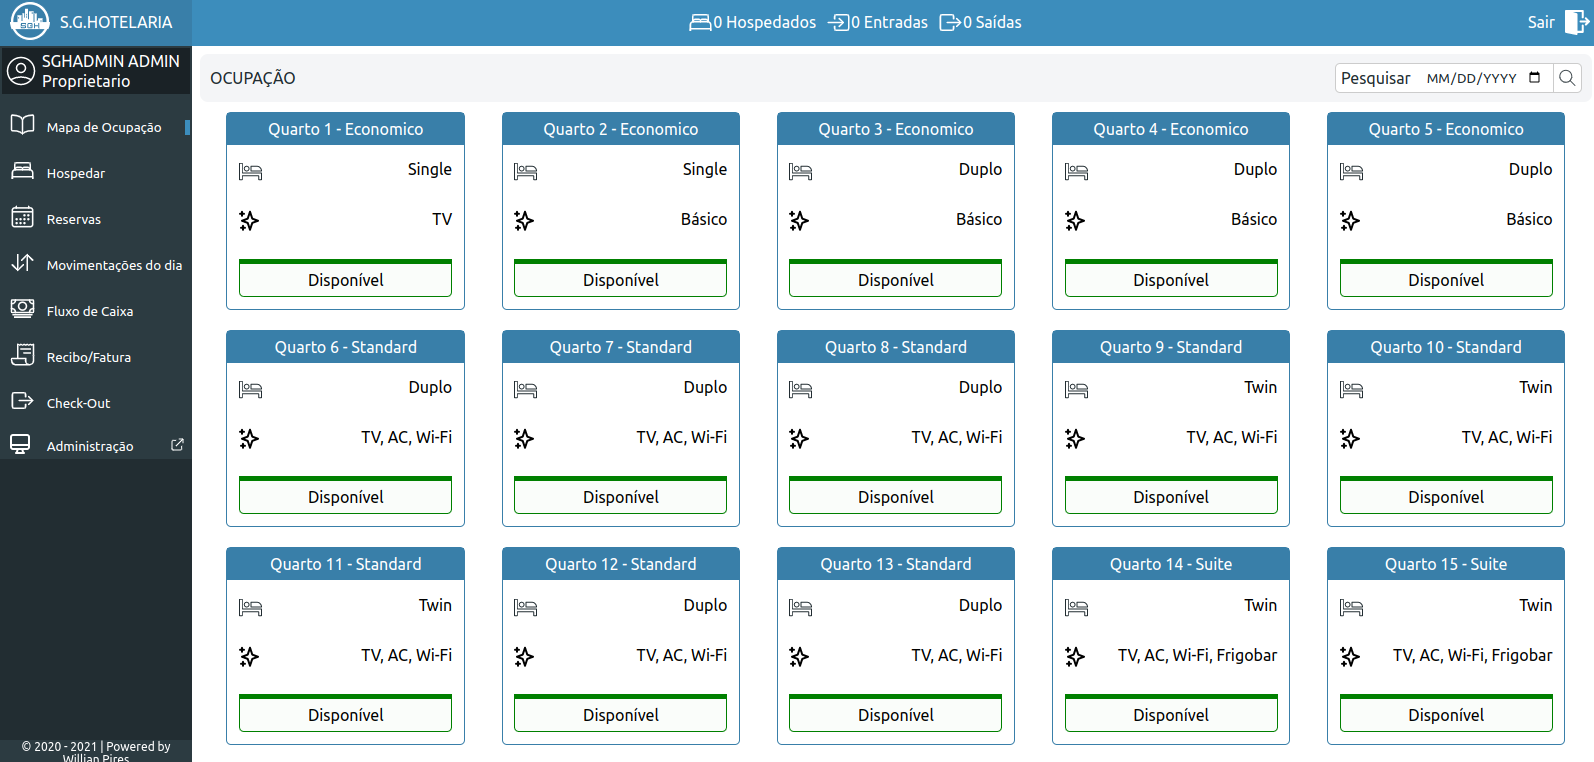 SGH
S.G.HOTELARIA
0 Hospedados 0 Entradas 0 Saídas
Sair
SGHADMIN ADMIN
Proprietario
Mapa de Ocupação
Hospedar
Reservas
Movimentações do dia
Fluxo de Caixa
Recibo/Fatura
Check-Out
Administração
© 2020 - 2021 | Powered by
Willian Pires
OCUPAÇÃO
Pesquisar MM/DD/YYYY
Quarto 1 - Economico
Single
TV
Disponível
Quarto 2 - Economico
Single
Básico
Disponível
Quarto 3 - Economico
Duplo
Básico
Disponível
Quarto 4 - Economico
Duplo
Básico
Disponível
Quarto 5 - Economico
Duplo
Básico
Disponível
Quarto 6 - Standard
Duplo
TV, AC, Wi-Fi
Disponível
Quarto 7 - Standard
Duplo
TV, AC, Wi-Fi
Disponível
Quarto 8 - Standard
Duplo
TV, AC, Wi-Fi
Disponível
Quarto 9 - Standard
Twin
TV, AC, Wi-Fi
Disponível
Quarto 10 - Standard
Twin
TV, AC, Wi-Fi
Disponível
Quarto 11 - Standard
Twin
TV, AC, Wi-Fi
Disponível
Quarto 12 - Standard
Duplo
TV, AC, Wi-Fi
Disponível
Quarto 13 - Standard
Duplo
TV, AC, Wi-Fi
Disponível
Quarto 14 - Suite
Twin
TV, AC, Wi-Fi, Frigobar
Disponível
Quarto 15 - Suite
Twin
TV, AC, Wi-Fi, Frigobar
Disponível